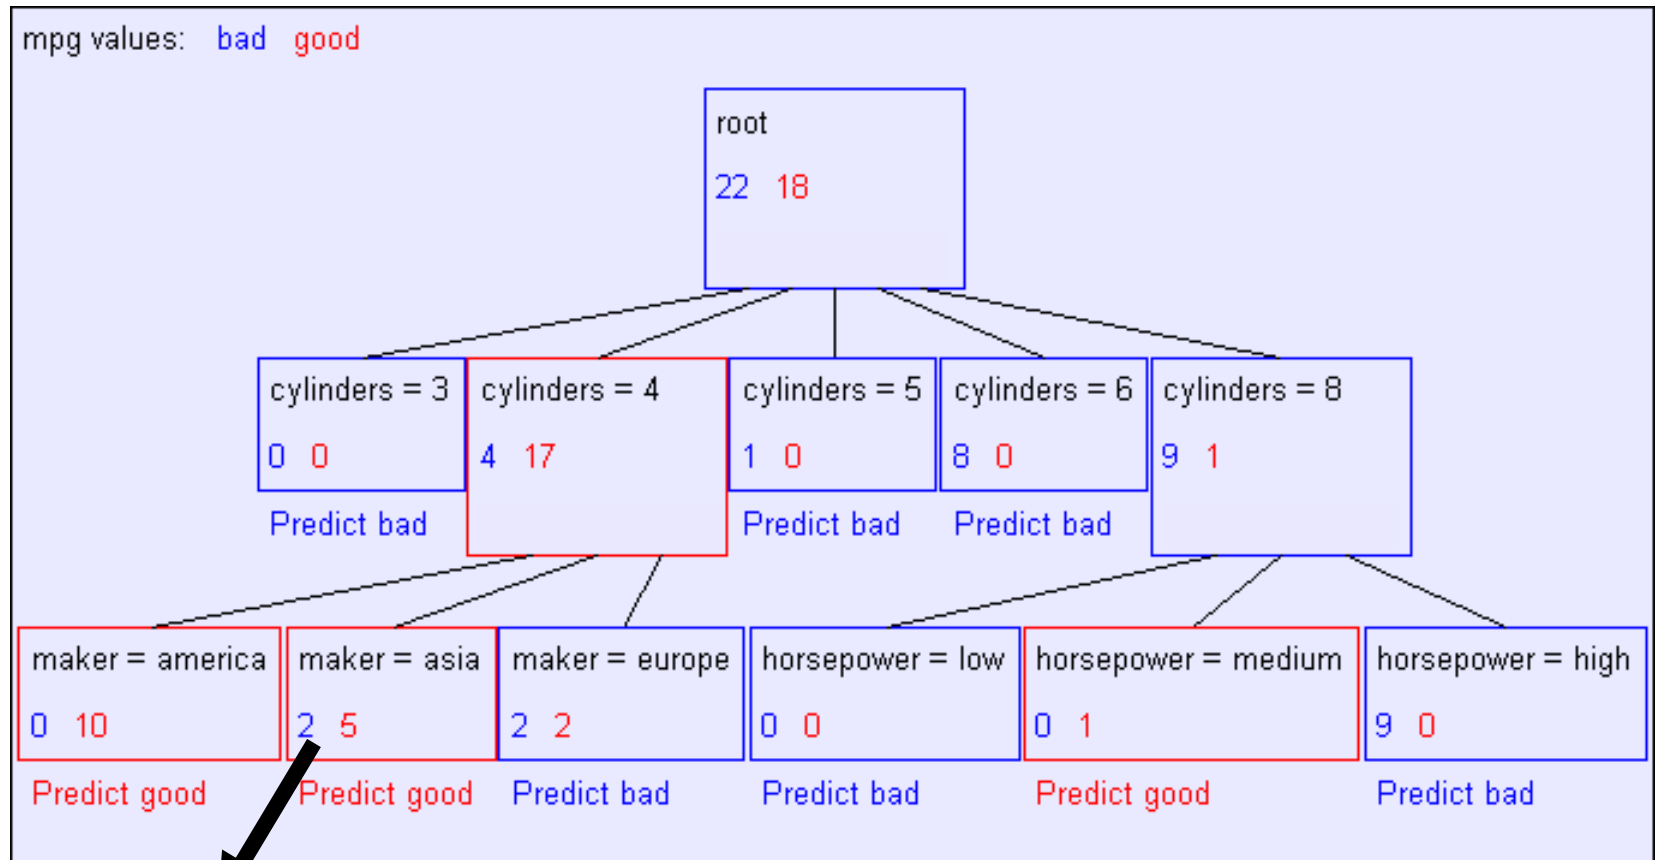 mpg values: bad good
root
22 18
cylinders = 3
0 0
Predict bad
cylinders = 4
4 17
cylinders = 5
1 0
Predict bad
cylinders = 6
8 0
Predict bad
cylinders = 8
9 1
maker = america
0 10
Predict good
maker = asia
2 5
Predict good
maker = europe
2 2
Predict bad
horsepower = low
0 0
Predict bad
horsepower = medium
0 1
Predict good
horsepower = high
9 0
Predict bad